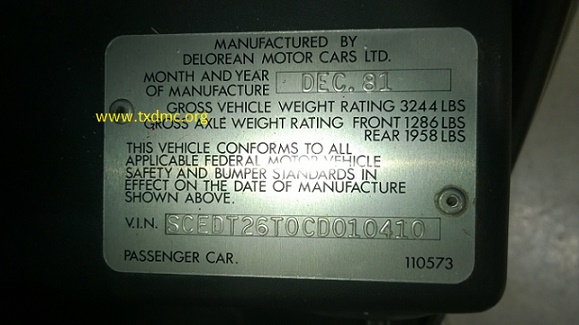 MANUFACTURED BY
DELOREAN MOTOR CARS LTD.
MONTH AND YEAR
OF MANUFACTURE DEC. 81
GROSS VEHICLE WEIGHT RATING 3244 LBS
www.txdmc.org
GROSS AXLE WEIGHT RATING FRONT 1286 LBS
REAR 1958 LBS
THIS VEHICLE CONFORMS TO ALL
APPLICABLE FEDERAL MOTOR VEHICLE
SAFETY AND BUMPER STANDARDS IN
EFFECT ON THE DATE OF MANUFACTURE
SHOWN ABOVE.
V.I.N. SCEDT26T0CD010410
PASSENGER CAR. 110573